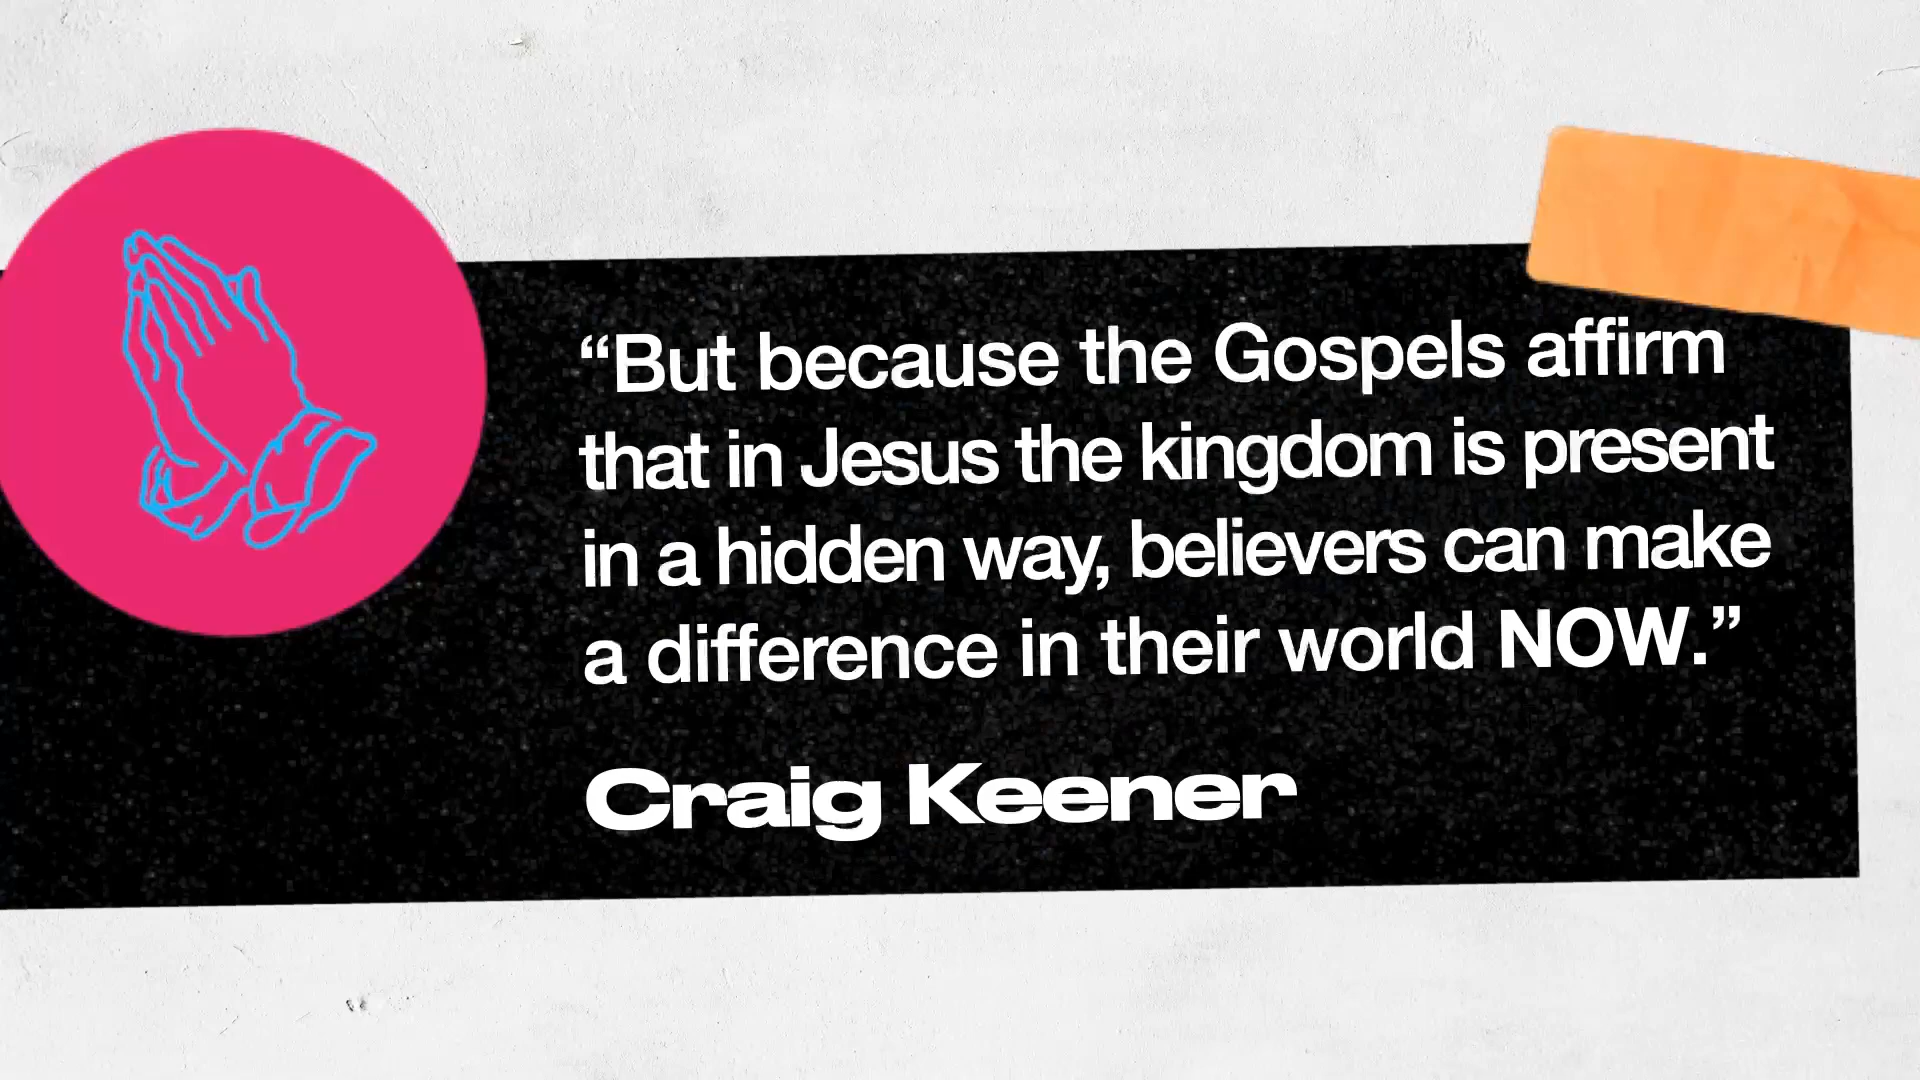 “But because the Gospels affirm
that in Jesus the kingdom is present
in a hidden way, believers can make
a difference in their world NOW.”
Craig Keener